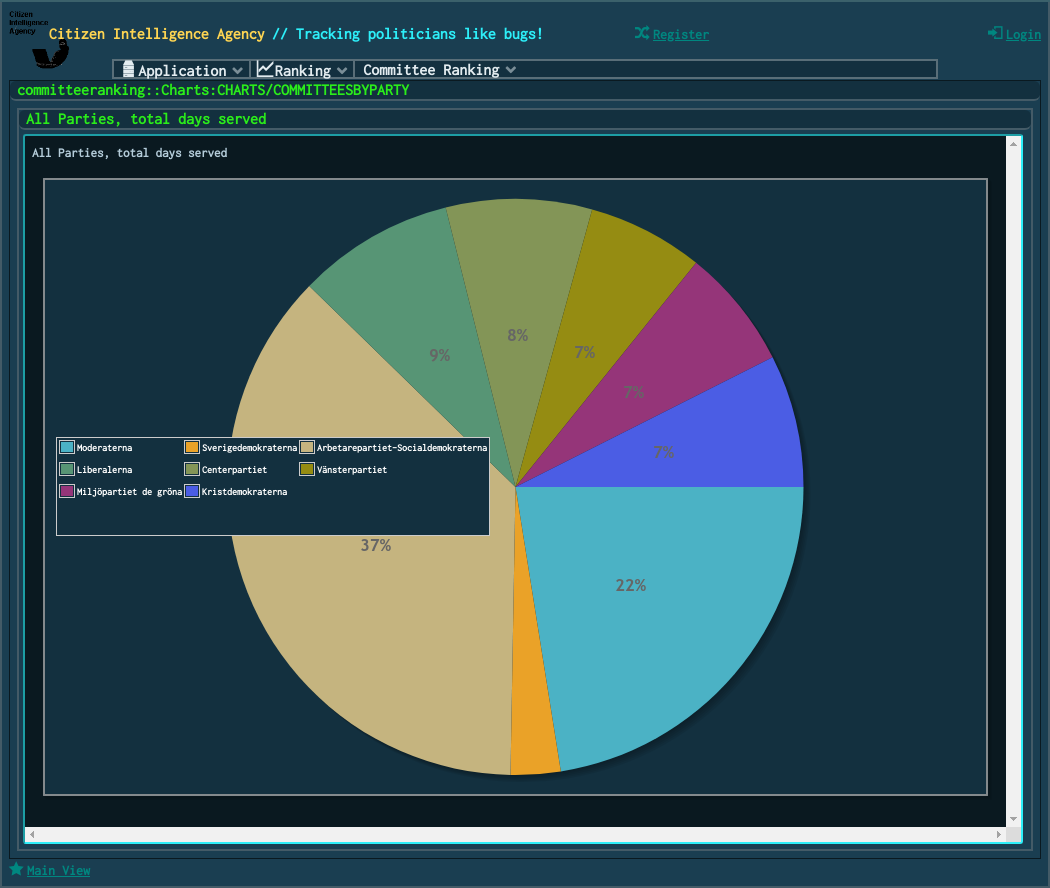 Citizen
Intelligence
Agency
Citizen Intelligence Agency // Tracking politicians like bugs!
Register
Login
Application
Ranking
Committee Ranking
committeeranking::Charts:CHARTS/COMMITTEESBYPARTY
All Parties, total days served
All Parties, total days served
8%
7%
9%
7%
7%
Moderaterna Sverigedemokraterna Arbetarepartiet-Socialdemokraterna
Liberalerna Centerpartiet Vänsterpartiet
Miljöpartiet de gröna Kristdemokraterna
37%
22%
Main View